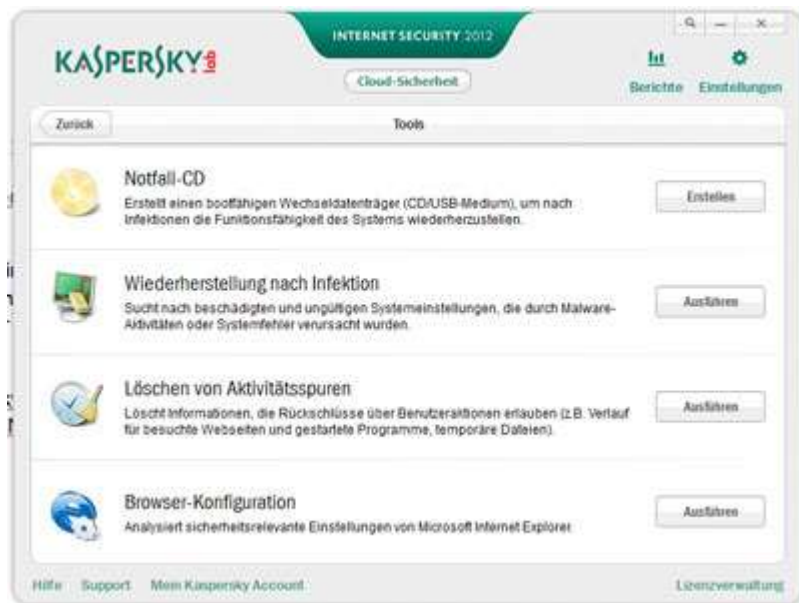 INTERNET SECURITY 2012
KASPERSKY lab
Cloud-Sicherheit
Berichte Einstellungen
Zurück
Tools
Notfall-CD
Erstellt einen bootfähigen Wechseldatenträger (CD/USB-Medium), um nach
Infektionen die Funktionsfähigkeit des Systems wiederherzustellen.
Erstellen
Wiederherstellung nach Infektion
Sucht nach beschädigten und ungültigen Systemeinstellungen, die durch Malware-
Aktivitäten oder Systemfehler verursacht wurden.
Ausführen
Löschen von Aktivitätsspuren
Löscht Informationen, die Rückschlüsse über Benutzeraktionen erlauben (z.B. Verlauf
für besuchte Webseiten und gestartete Programme, temporäre Dateien).
Ausführen
Browser-Konfiguration
Analysiert sicherheitsrelevante Einstellungen von Microsoft Internet Explorer.
Ausführen
Hilfe Support Mein Kaspersky Account Lizenzverwaltung